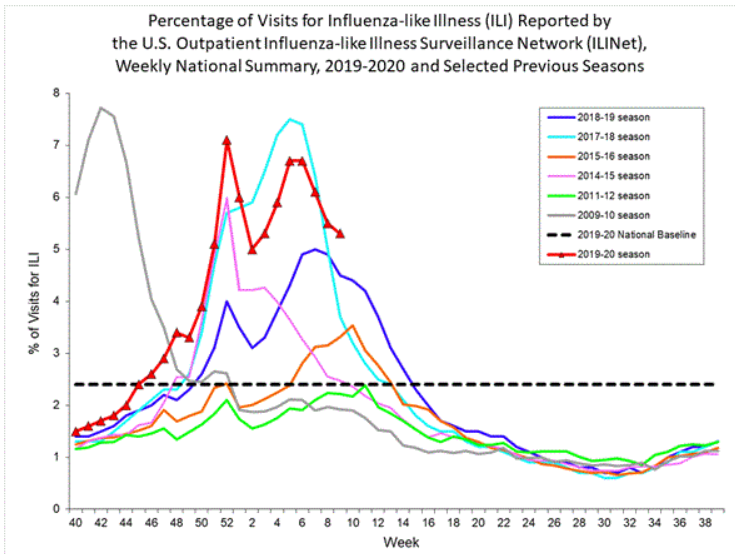 Percentage of Visits for Influenza-like Illness (ILI) Reported by
the U.S. Outpatient Influenza-like Illness Surveillance Network (ILINet),
Weekly National Summary, 2019-2020 and Selected Previous Seasons
% of Visits for ILI
8
7
6
5
4
3
2
1
0
2018-19 season
2017-18 season
2015-16 season
2014-15 season
2011-12 season
2009-10 season
2019-20 National Baseline
2019-20 season
40 42 44 46 48 50 52 2 4 6 8 10 12 14 16 18 20 22 24 26 28 30 32 34 36 38
Week